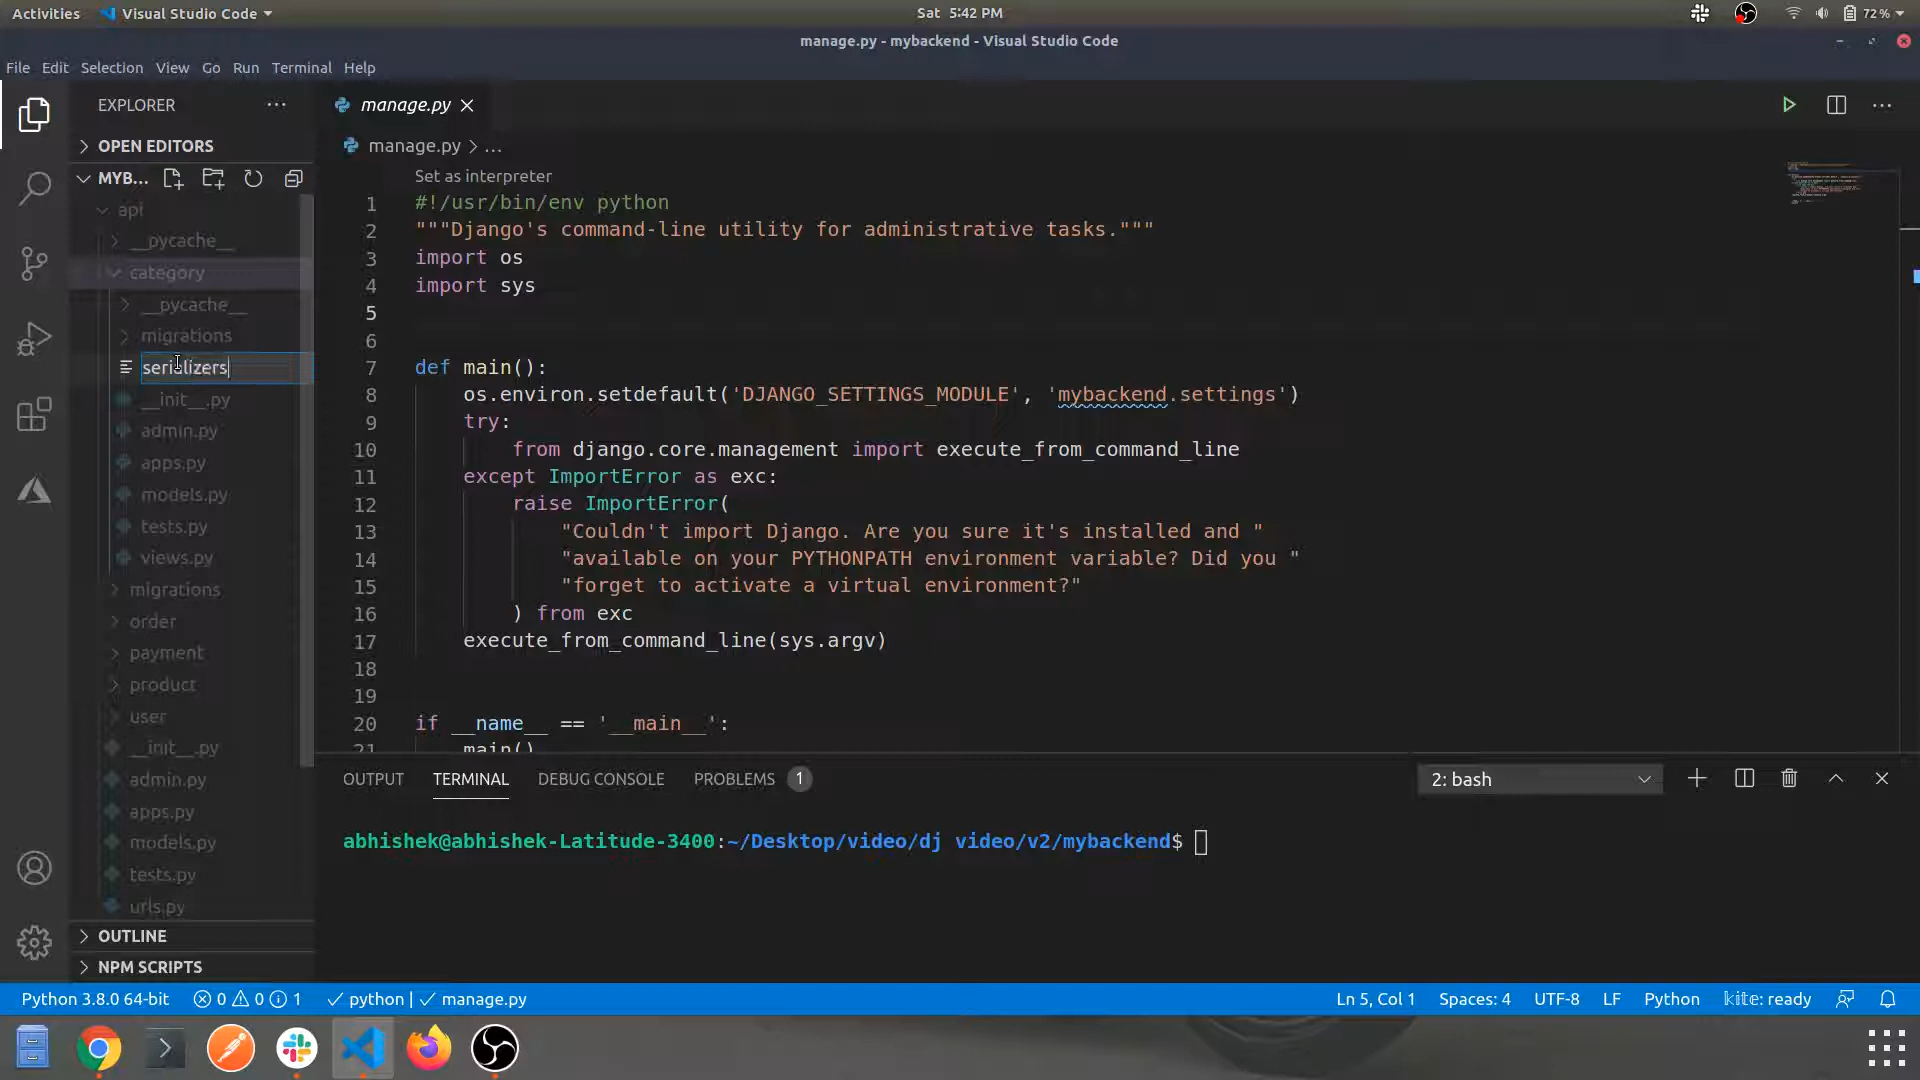 Activities Visual Studio Code Sat 5:42 PM 72%
manage.py - mybackend - Visual Studio Code
File Edit Selection View Go Run Terminal Help
EXPLORER
OPEN EDITORS
MYB...
api
__pycache__
category
__pycache__
migrations
serializers
__init__.py
admin.py
apps.py
models.py
tests.py
views.py
migrations
order
payment
product
user
__init__.py
admin.py
apps.py
models.py
tests.py
urls.py
OUTLINE
NPM SCRIPTS
manage.py
manage.py > ...
Set as interpreter
1 #!/usr/bin/env python
2 """Django's command-line utility for administrative tasks."""
3 import os
4 import sys
5
6
7 def main():
8 os.environ.setdefault('DJANGO_SETTINGS_MODULE', 'mybackend.settings')
9 try:
10 from django.core.management import execute_from_command_line
11 except ImportError as exc:
12 raise ImportError(
13 "Couldn't import Django. Are you sure it's installed and "
14 "available on your PYTHONPATH environment variable? Did you "
15 "forget to activate a virtual environment?"
16 ) from exc
17 execute_from_command_line(sys.argv)
18
19
20 if __name__ == '__main__':
21 main()
OUTPUT TERMINAL DEBUG CONSOLE PROBLEMS 1 2: bash
abhishek@abhishek-Latitude-3400:~/Desktop/video/dj video/v2/mybackend$
Python 3.8.0 64-bit 0 0 1 python | manage.py Ln 5, Col 1 Spaces: 4 UTF-8 LF Python kite: ready